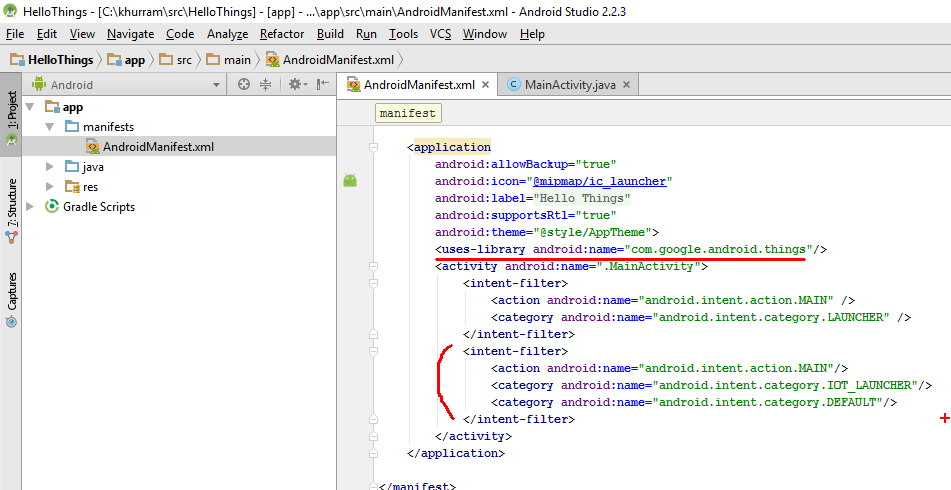 HelloThings - [C:\khurram\src\HelloThings] - [app] - ...\app\src\main\AndroidManifest.xml - Android Studio 2.2.3
File Edit View Navigate Code Analyze Refactor Build Run Tools VCS Window Help
HelloThings app src main AndroidManifest.xml
1: Project
7: Structure
Captures
Android
app
manifests
AndroidManifest.xml
java
res
Gradle Scripts
AndroidManifest.xml MainActivity.java
manifest
<application
android:allowBackup="true"
android:icon="@mipmap/ic_launcher"
android:label="Hello Things"
android:supportsRtl="true"
android:theme="@style/AppTheme">
<uses-library android:name="com.google.android.things"/>
<activity android:name=".MainActivity">
<intent-filter>
<action android:name="android.intent.action.MAIN" />
<category android:name="android.intent.category.LAUNCHER" />
</intent-filter>
<intent-filter>
<action android:name="android.intent.action.MAIN"/>
<category android:name="android.intent.category.IOT_LAUNCHER"/>
<category android:name="android.intent.category.DEFAULT"/>
</intent-filter>
</activity>
</application>
</manifest>